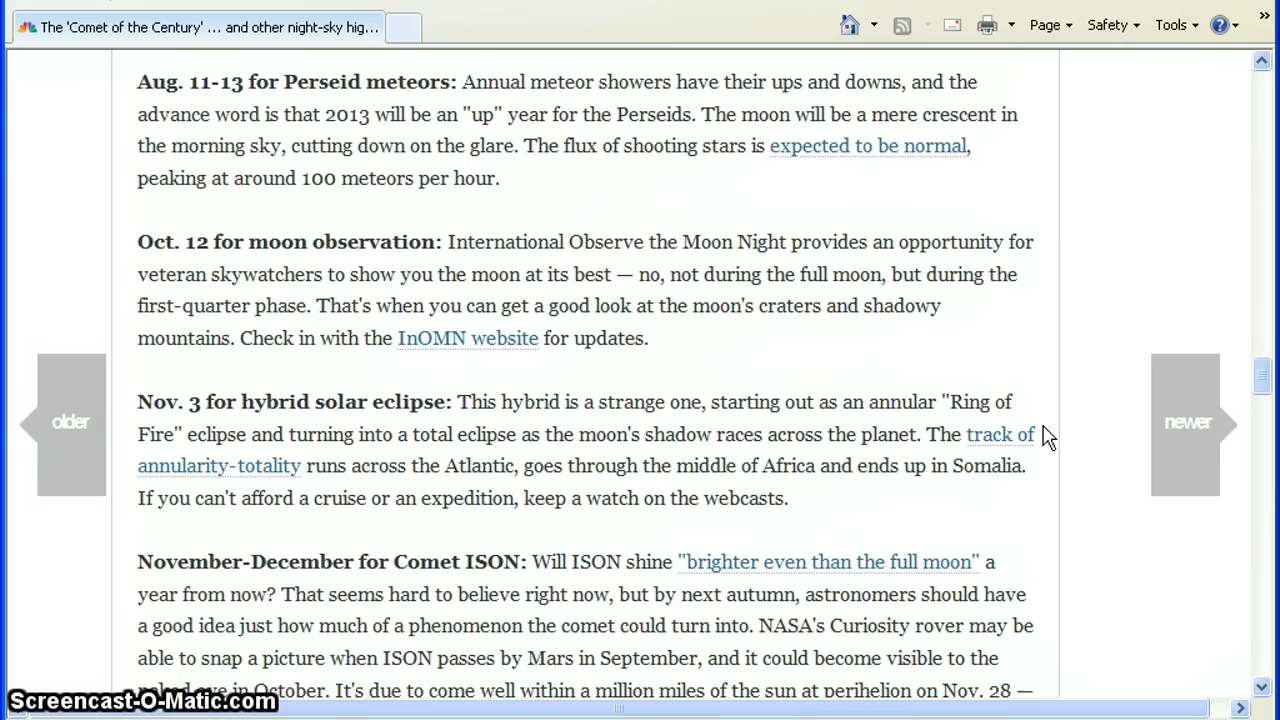 The 'Comet of the Century' ... and other night-sky hig...
Page
Safety
Tools
Aug. 11-13 for Perseid meteors: Annual meteor showers have their ups and downs, and the
advance word is that 2013 will be an "up" year for the Perseids. The moon will be a mere crescent in
the morning sky, cutting down on the glare. The flux of shooting stars is expected to be normal,
peaking at around 100 meteors per hour.
Oct. 12 for moon observation: International Observe the Moon Night provides an opportunity for
veteran skywatchers to show you the moon at its best — no, not during the full moon, but during the
first-quarter phase. That's when you can get a good look at the moon's craters and shadowy
mountains. Check in with the InOMN website for updates.
Nov. 3 for hybrid solar eclipse: This hybrid is a strange one, starting out as an annular "Ring of
Fire" eclipse and turning into a total eclipse as the moon's shadow races across the planet. The track of
annularity-totality runs across the Atlantic, goes through the middle of Africa and ends up in Somalia.
If you can't afford a cruise or an expedition, keep a watch on the webcasts.
older
newer
November-December for Comet ISON: Will ISON shine "brighter even than the full moon" a
year from now? That seems hard to believe right now, but by next autumn, astronomers should have
a good idea just how much of a phenomenon the comet could turn into. NASA's Curiosity rover may be
able to snap a picture when ISON passes by Mars in September, and it could become visible to the
naked eye in October. It's due to come well within a million miles of the sun at perihelion on Nov. 28 —
Screencast-O-Matic.com